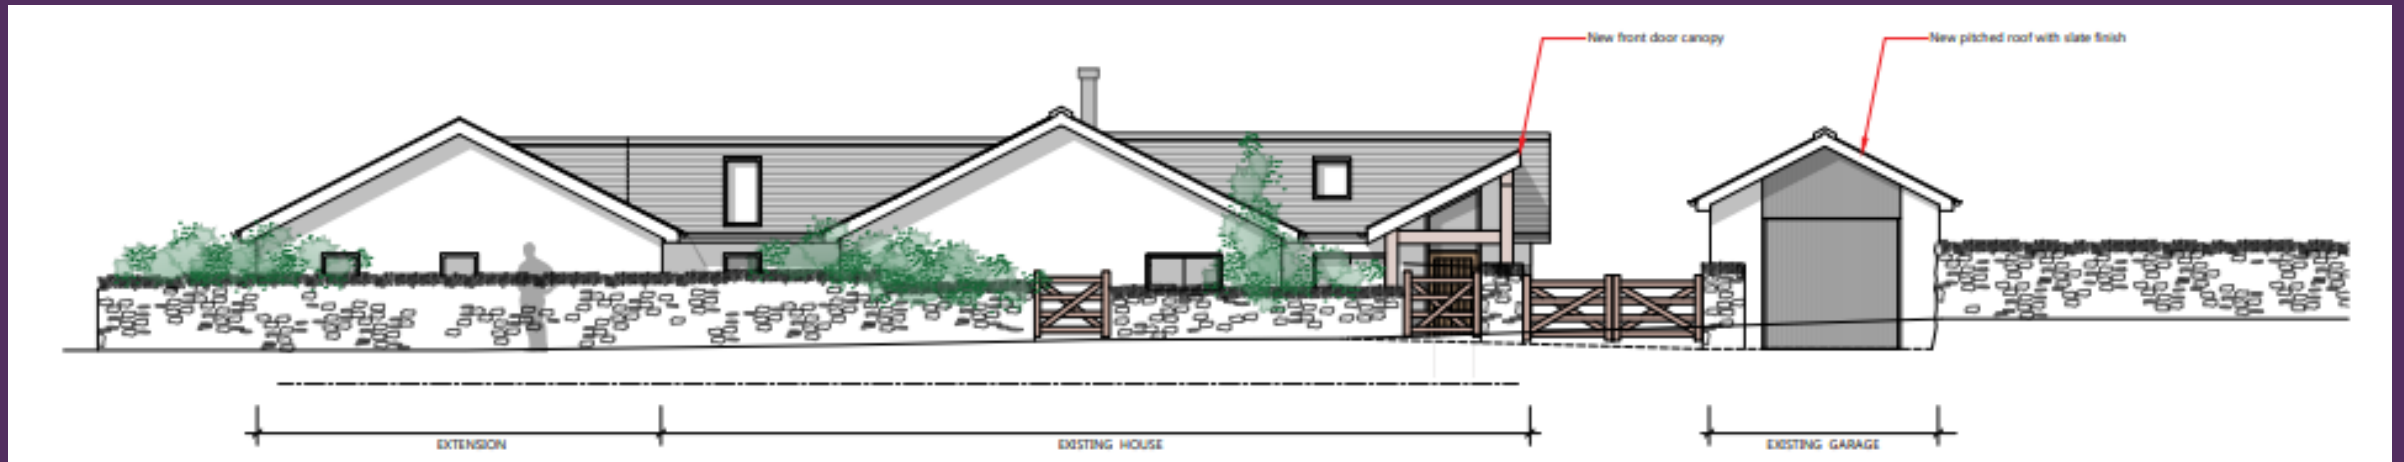 New front door canopy
New pitched roof with slate finish
EXTENSION
EXISTING HOUSE
EXISTING GARAGE